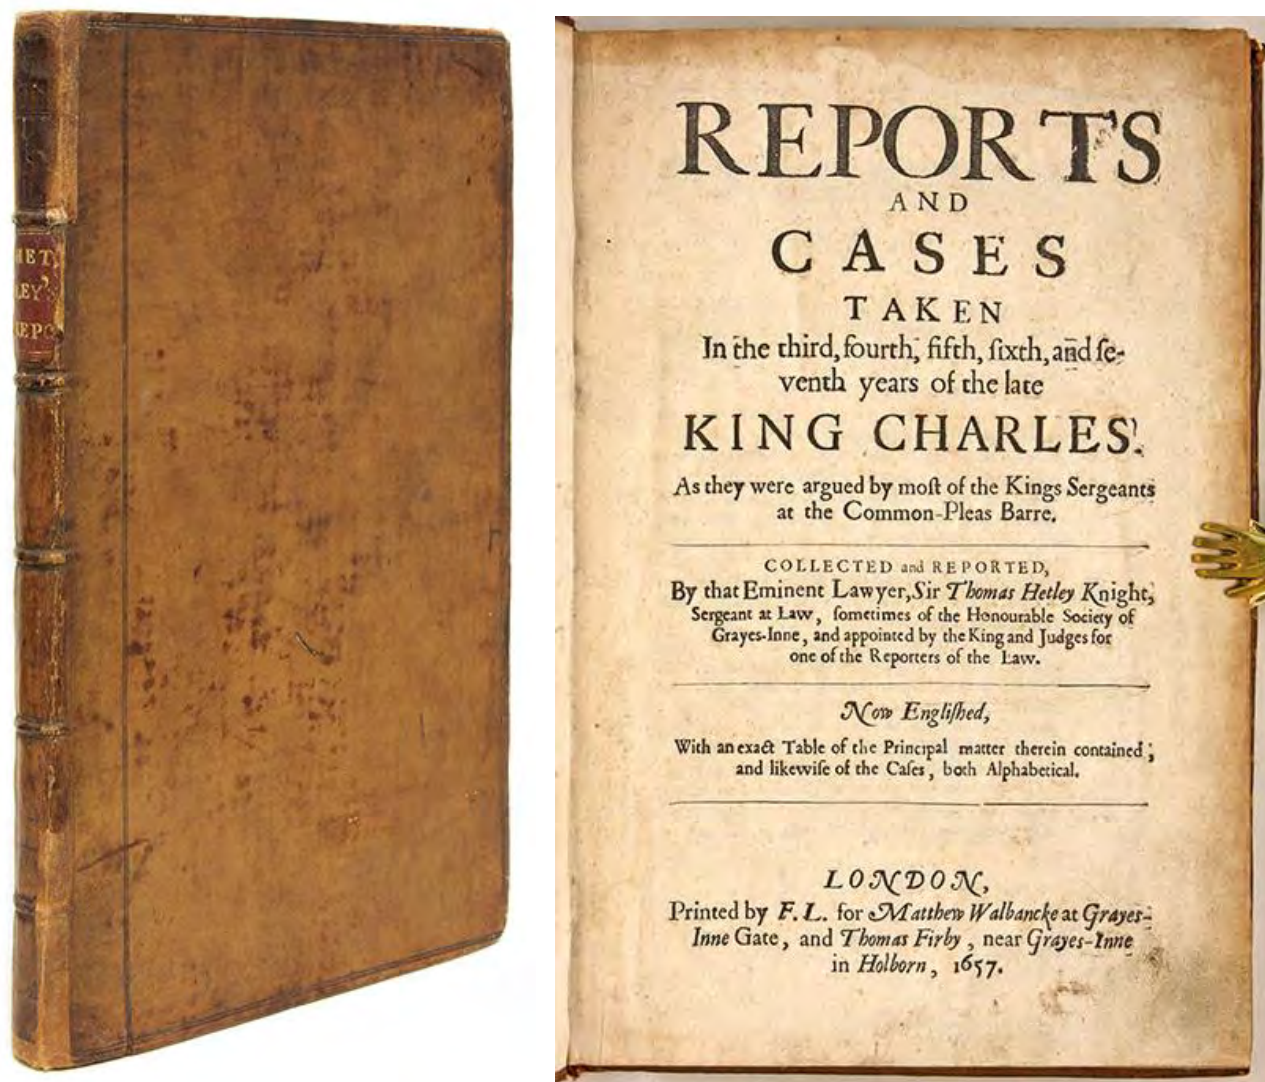 HET
LEY'S
REPO
REPORTS
AND
CASES
TAKEN
In the third, fourth, fifth, ſixth, and ſe-
venth years of the late
KING CHARLES.
As they were argued by moſt of the Kings Sergeants
at the Common-Pleas Barre.
COLLECTED and REPORTED,
By that Eminent Lawyer, Sir Thomas Hetley Knight,
Sergeant at Law, ſometimes of the Honourable Society of
Grayes-Inne, and appointed by the King and Judges for
one of the Reporters of the Law.
Now Engliſhed,
With an exact Table of the Principal matter therein contained;
and likewiſe of the Caſes, both Alphabetical.
LONDON,
Printed by F. L. for Matthew Walbancke at Grayes-
Inne Gate, and Thomas Firby, near Grayes-Inne
in Holborn, 1657.